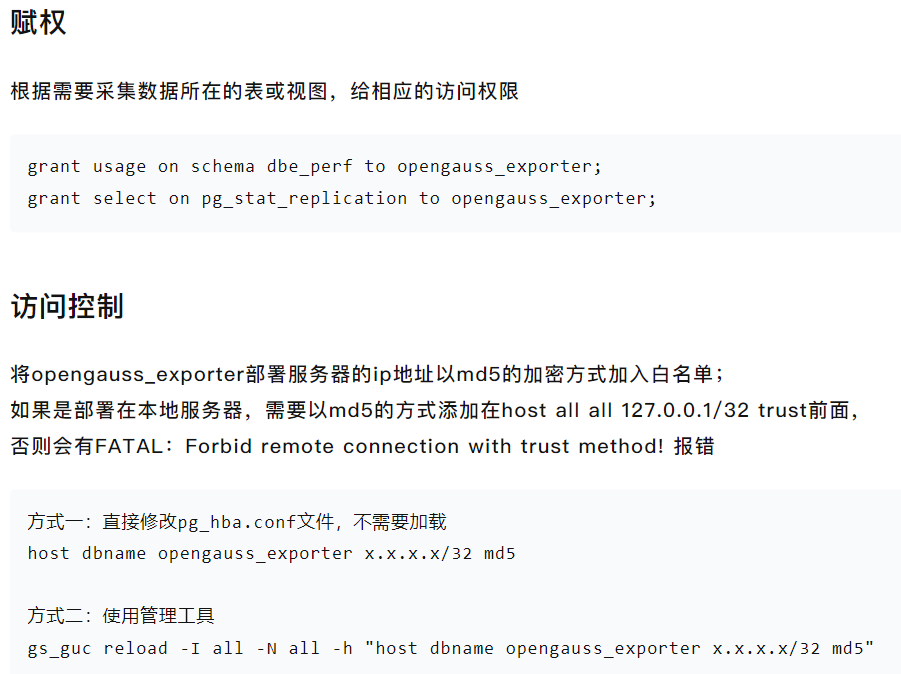 赋权
根据需要采集数据所在的表或视图，给相应的访问权限
grant usage on schema dbe_perf to opengauss_exporter;
grant select on pg_stat_replication to opengauss_exporter;
访问控制
将opengauss_exporter部署服务器的ip地址以md5的加密方式加入白名单；
如果是部署在本地服务器，需要以md5的方式添加在host all all 127.0.0.1/32 trust前面，
否则会有FATAL：Forbid remote connection with trust method! 报错
方式一：直接修改pg_hba.conf文件，不需要加载
host dbname opengauss_exporter x.x.x.x/32 md5
方式二：使用管理工具
gs_guc reload -I all -N all -h "host dbname opengauss_exporter x.x.x.x/32 md5"